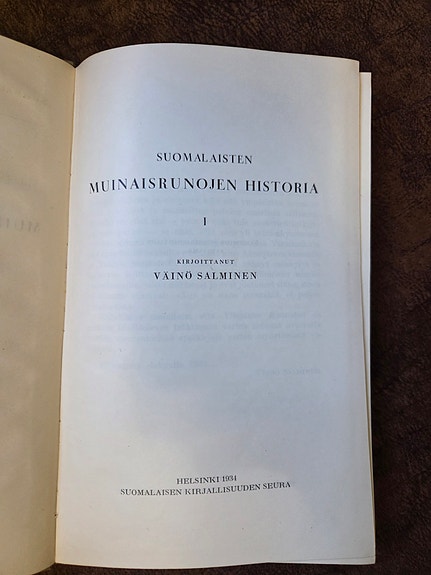 SUOMALAISTEN
MUINAISRUNOJEN HISTORIA
I
KIRJOITTANUT
VÄINÖ SALMINEN
HELSINKI 1934
SUOMALAISEN KIRJALLISUUDEN SEURA